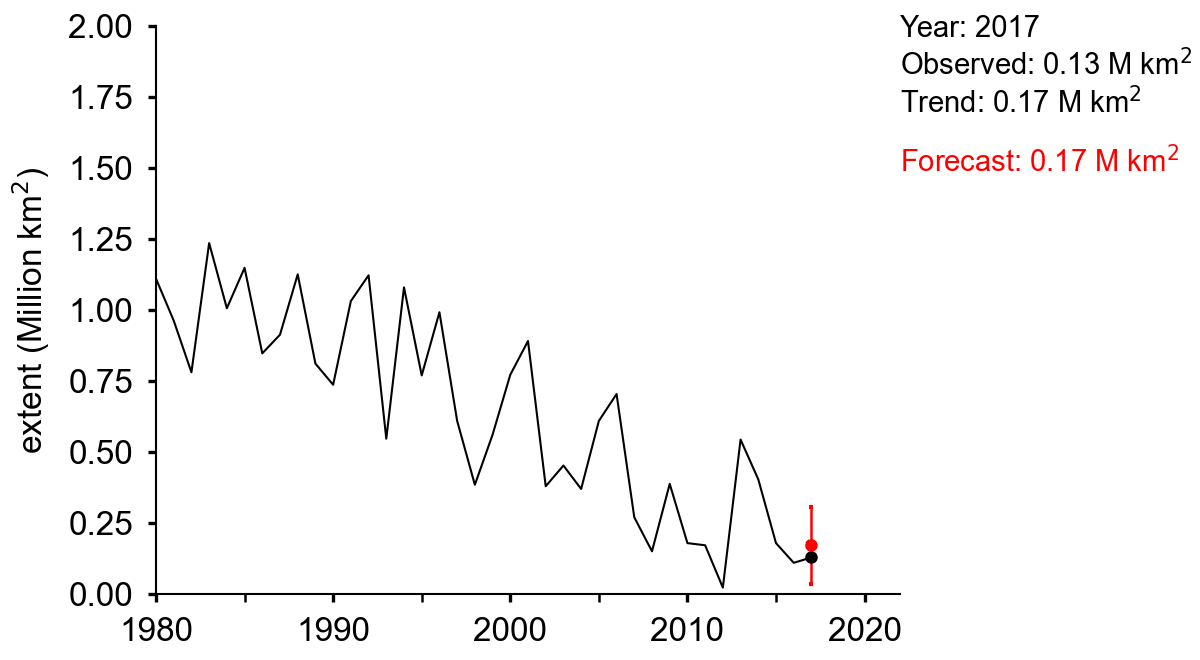 Year: 2017
Observed: 0.13 M km²
Trend: 0.17 M km²
Forecast: 0.17 M km²
extent (Million km²)
2.00
1.75
1.50
1.25
1.00
0.75
0.50
0.25
0.00
1980 1990 2000 2010 2020